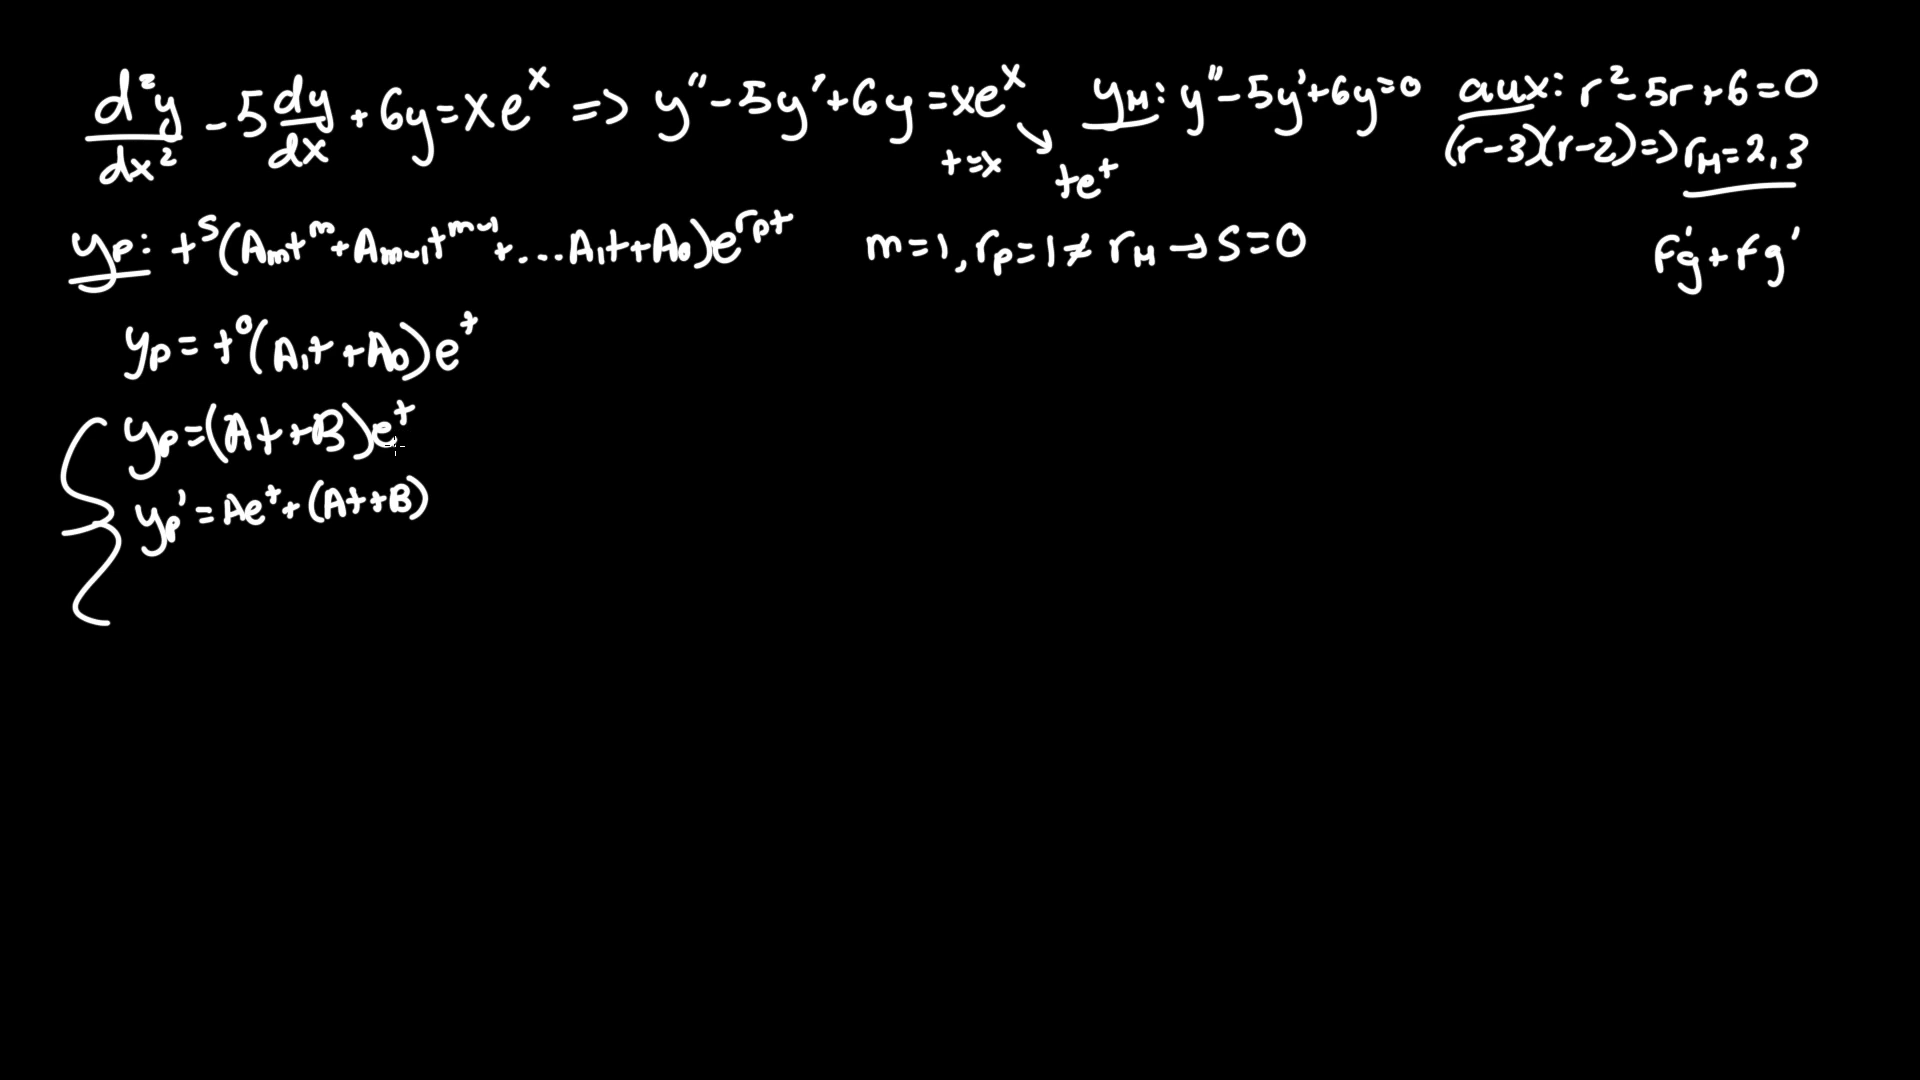 d²y/dx² - 5 dy/dx + 6y = xe^x => y'' - 5y' + 6y = xe^x   y_H: y'' - 5y' + 6y = 0   aux: r² - 5r + 6 = 0
t = x ↘ te^t   (r-3)(r-2) => r_H = 2, 3
y_p: t^s(A_m t^m + A_{m-1} t^{m-1} + ... A_1 t + A_0)e^{r_p t}   m = 1, r_p = 1 ≠ r_H → s = 0   f'g + fg'
y_p = t^0(A_1 t + A_0)e^t
y_p = (At + B)e^t
y_p' = Ae^t + (At + B)